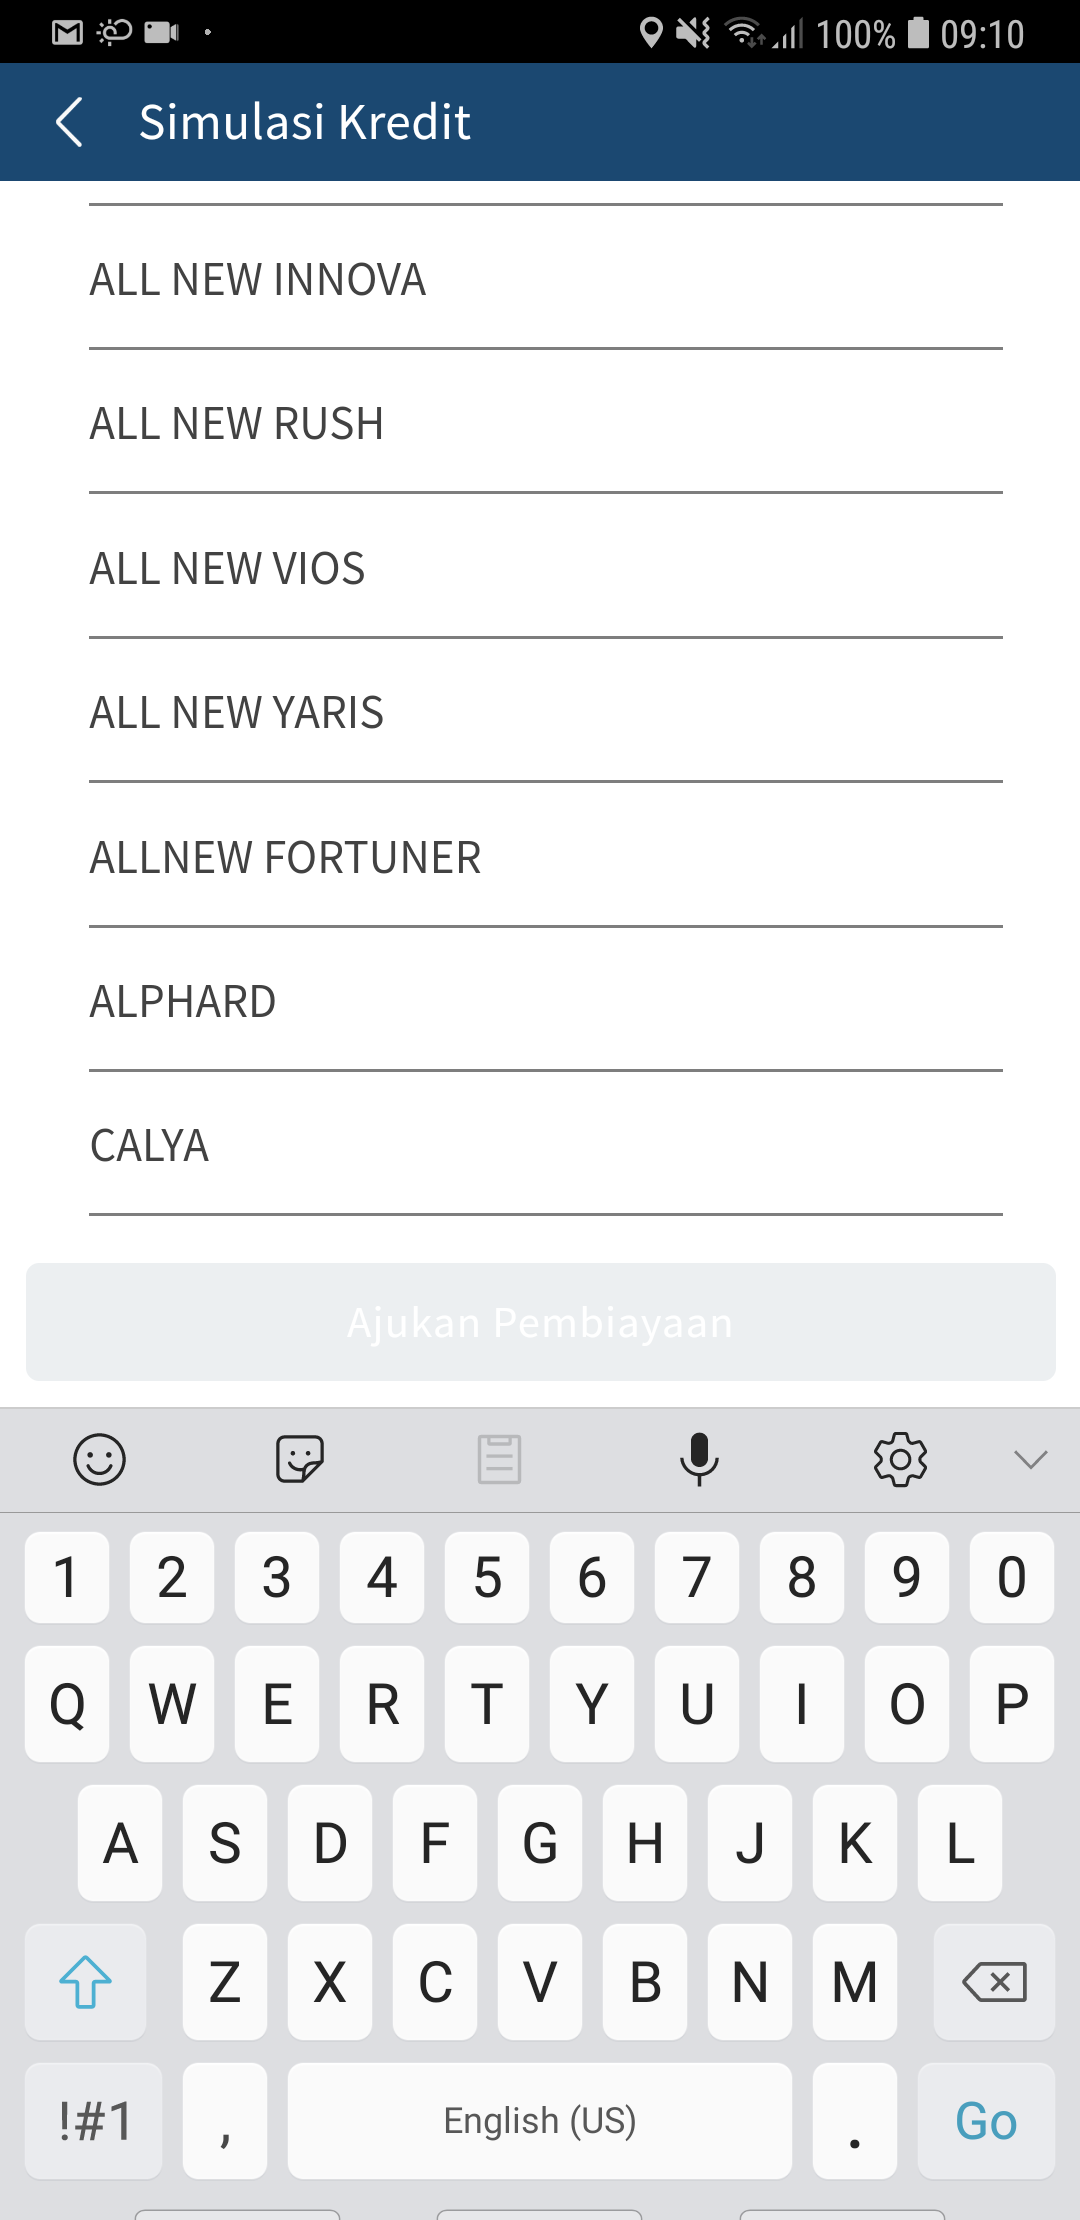 100% 09:10
Simulasi Kredit
ALL NEW INNOVA
ALL NEW RUSH
ALL NEW VIOS
ALL NEW YARIS
ALLNEW FORTUNER
ALPHARD
CALYA
Ajukan Pembiayaan
1 2 3 4 5 6 7 8 9 0
Q W E R T Y U I O P
A S D F G H J K L
Z X C V B N M
!#1 , English (US) . Go